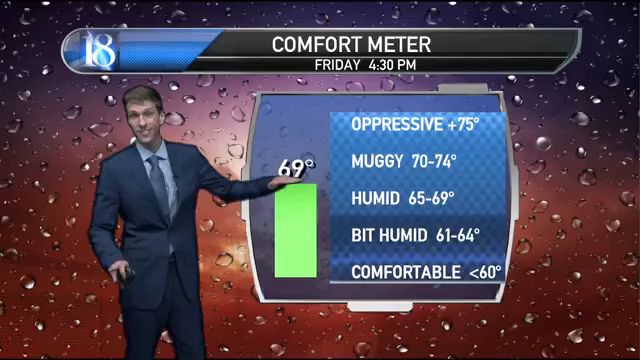 18
COMFORT METER
FRIDAY 4:30 PM
69°
OPPRESSIVE +75°
MUGGY 70-74°
HUMID 65-69°
BIT HUMID 61-64°
COMFORTABLE <60°